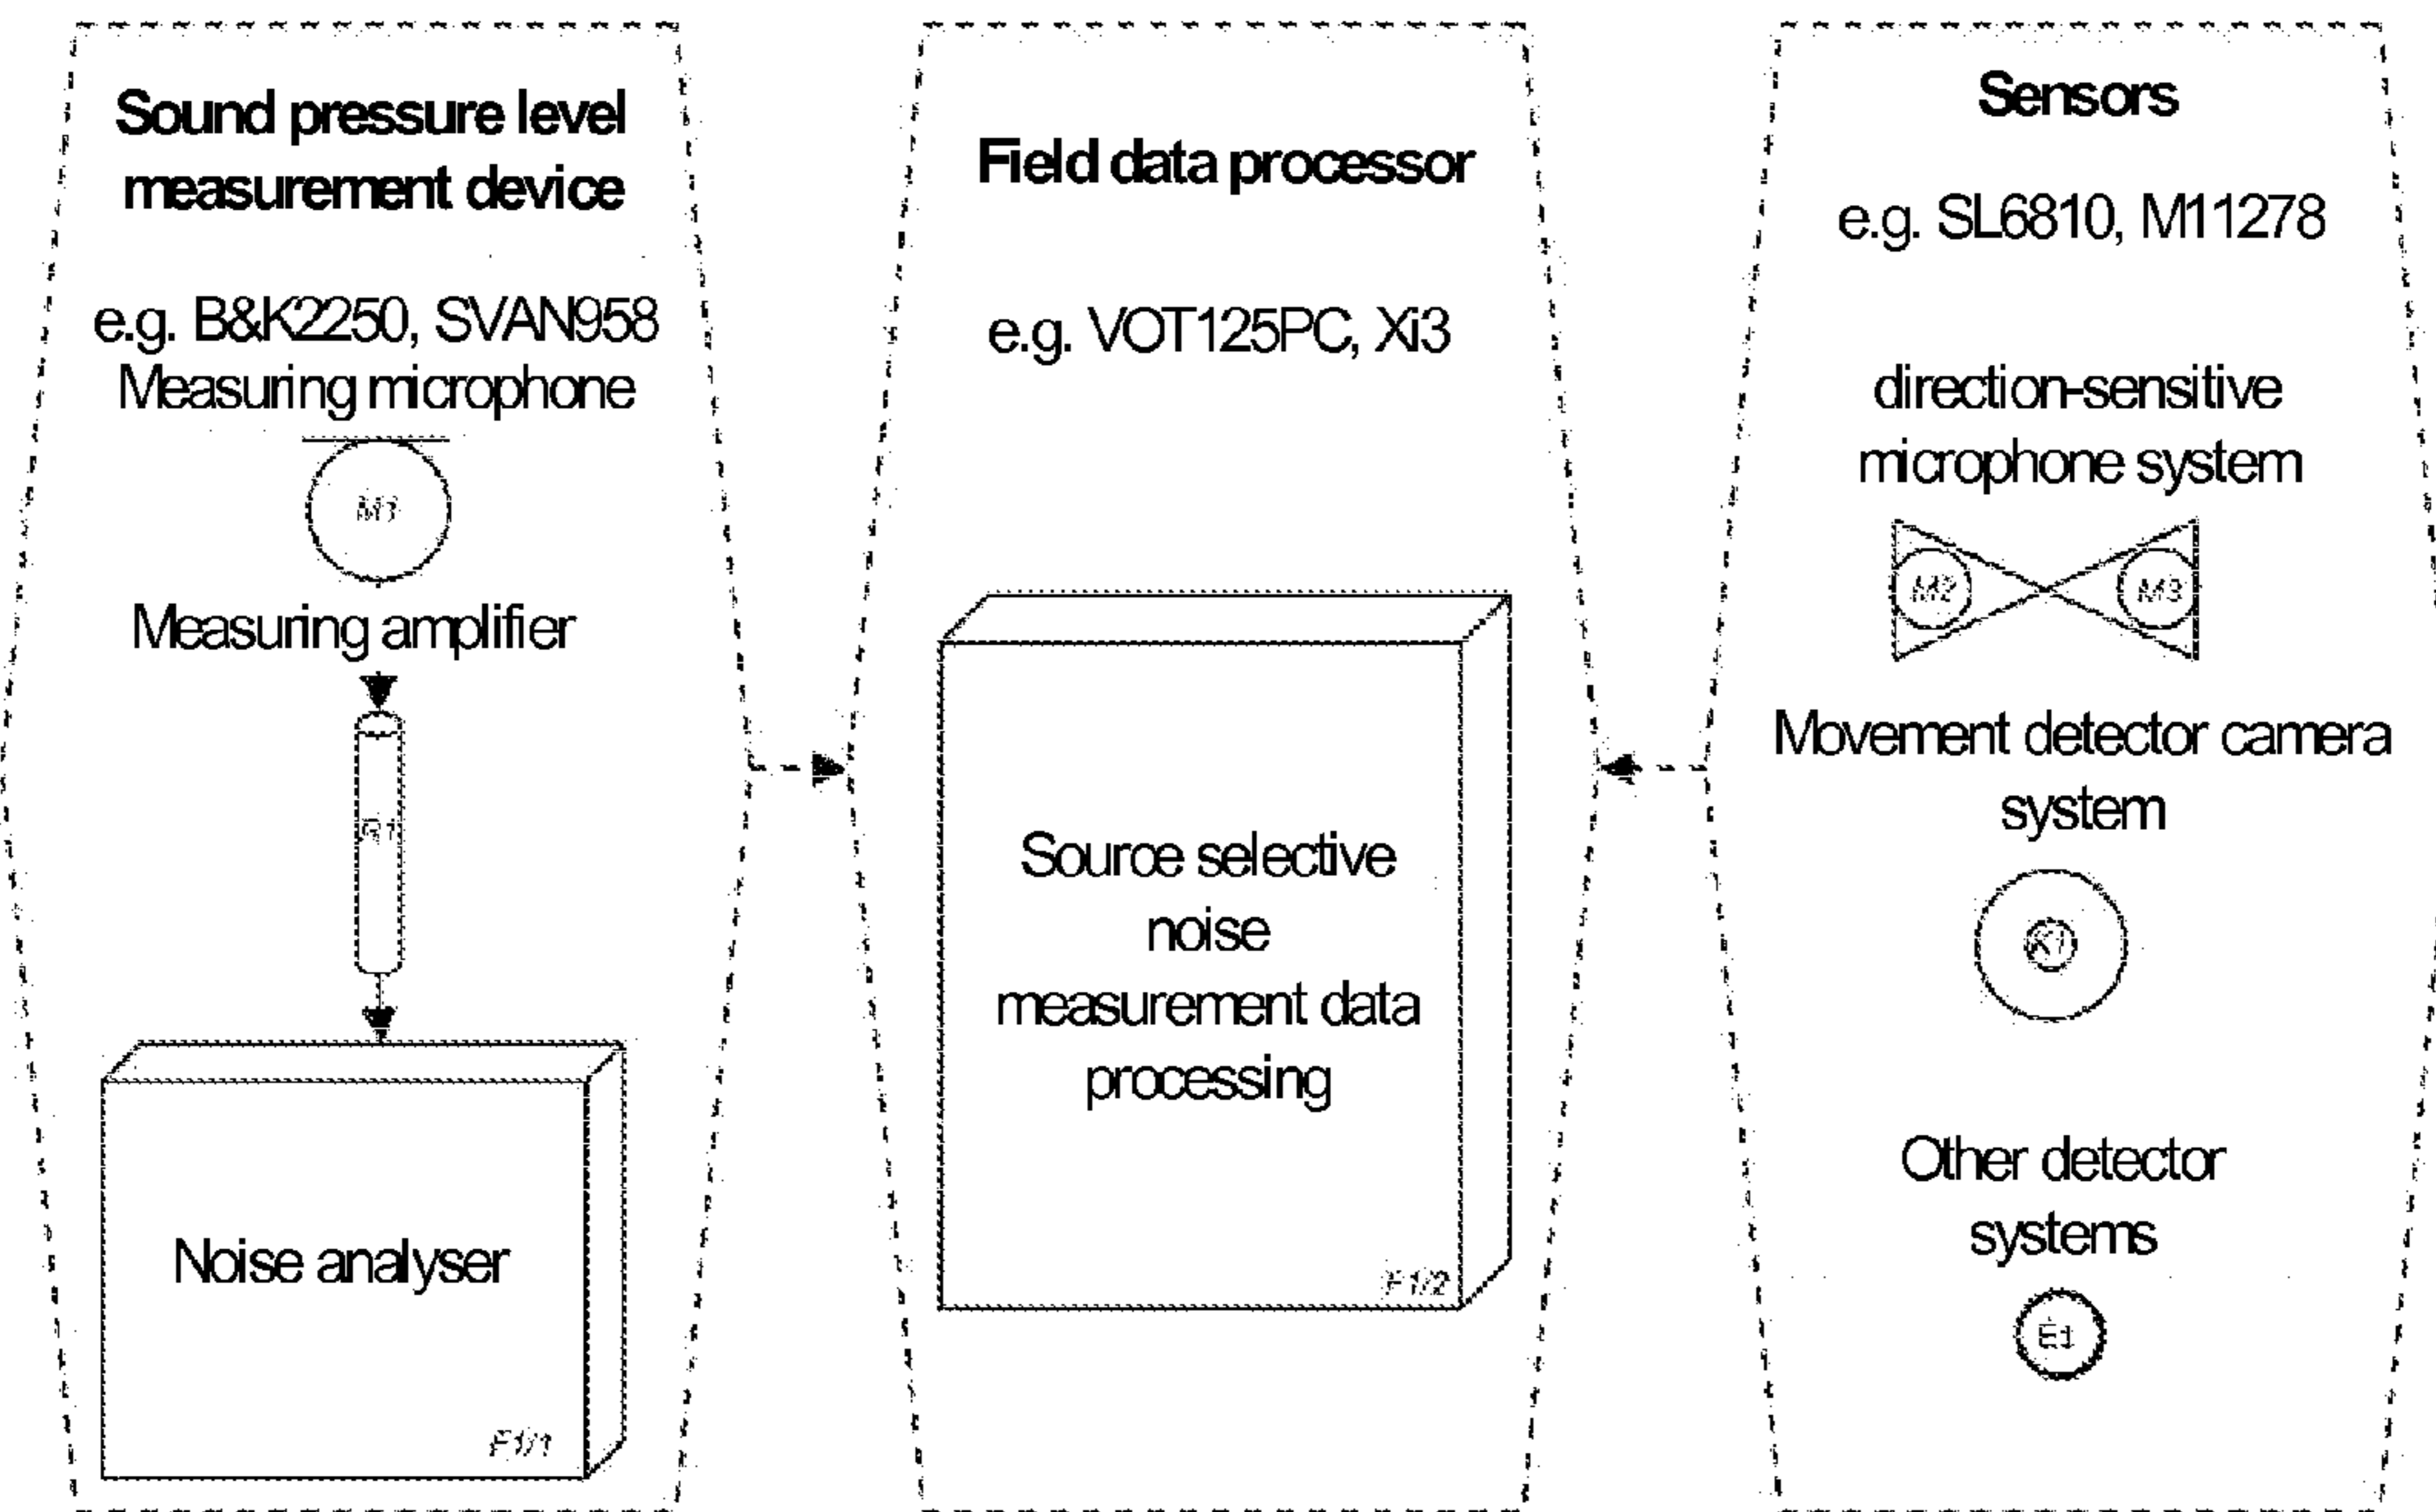 Sound pressure level
measurement device
e.g. B&K2250, SVAN958
Measuring microphone
M1
Measuring amplifier
Noise analyser
F1/1
Field data processor
e.g. VOT125PC, Xi3
Source selective
noise
measurement data
processing
F1/2
Sensors
e.g. SL6810, M11278
direction-sensitive
microphone system
M2
M3
Movement detector camera
system
K1
Other detector
systems
E1